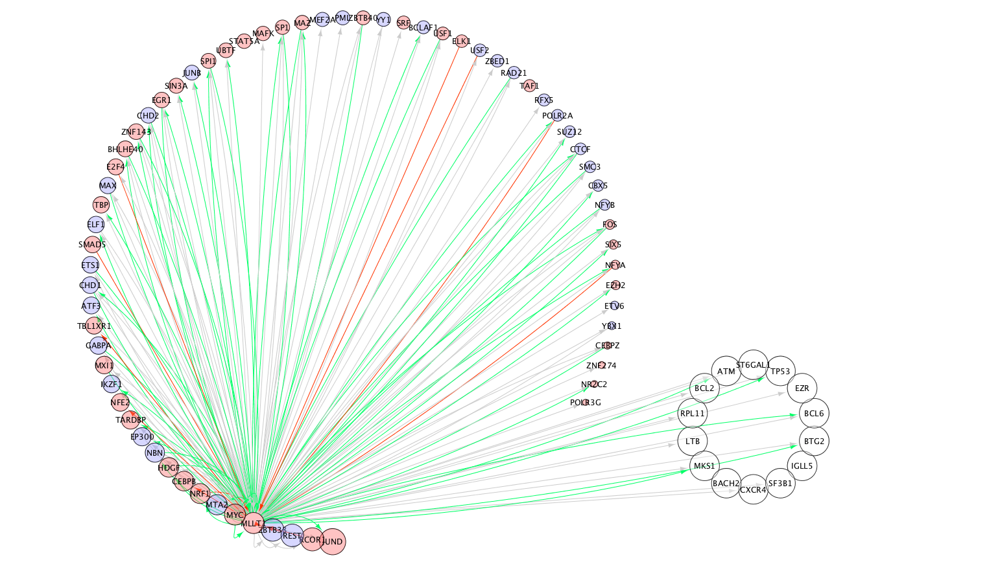 ZBTB40
YY1
SRF
BCLAF1
USF1
ELK1
USF2
ZBED1
RAD21
TAF1
RFX5
POLR2A
SUZ12
CTCF
SMC3
CBX5
NFYB
FOS
SIX5
NFYA
EZH2
ETV6
YBX1
CEBPZ
ZNF274
NR2C2
POLR3G
PML
MEF2A
MAZ
SP1
MAFK
STAT5A
UBTF
SPI1
JUNB
SIN3A
EGR1
CHD2
ZNF143
BHLHE40
E2F4
MAX
TBP
ELF1
SMAD5
ETS1
CHD1
ATF3
TBL1XR1
GABPA
MXI1
IKZF1
NFE2
TARDBP
EP300
NBN
HDGF
CEBPB
NRF1
MTA2
MYC
MLLT1
ZBTB33
REST
RCOR1
JUND
ST6GAL1
ATM
TP53
BCL2
EZR
RPL11
BCL6
LTB
BTG2
MKS1
IGLL5
BACH2
SF3B1
CXCR4